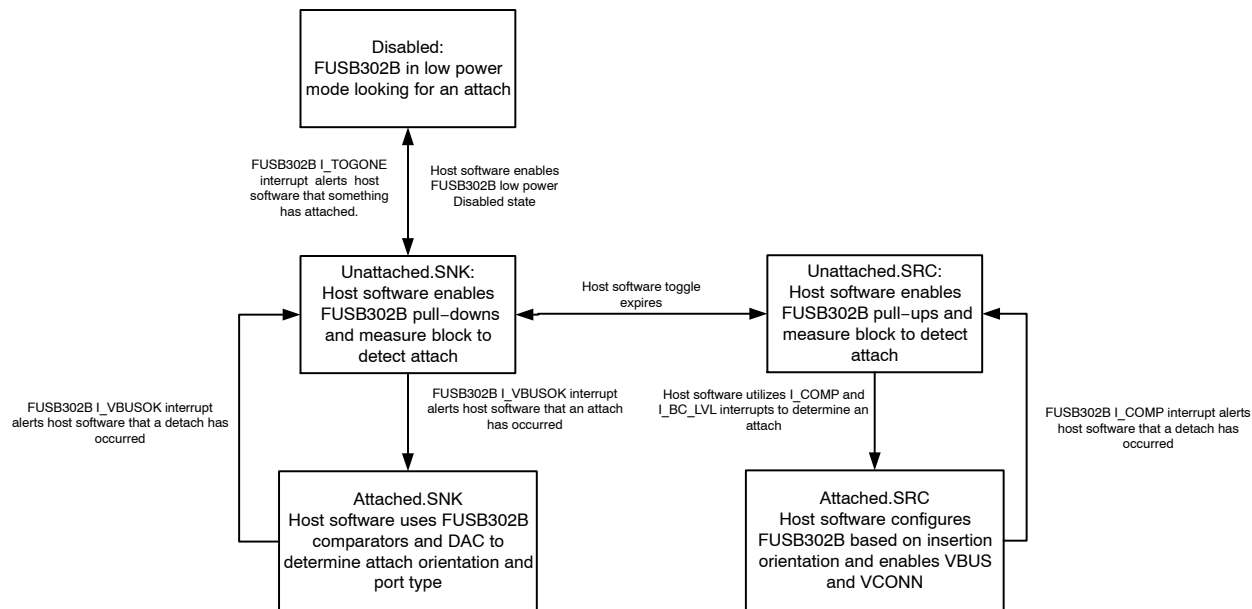 Disabled:
FUSB302B in low power
mode looking for an attach
FUSB302B I_TOGONE
interrupt alerts host
software that something
has attached.
Host software enables
FUSB302B low power
Disabled state
Unattached.SNK:
Host software enables
FUSB302B pull−downs
and measure block to
detect attach
Host software toggle
expires
Unattached.SRC:
Host software enables
FUSB302B pull−ups and
measure block to detect
attach
FUSB302B I_VBUSOK interrupt
alerts host software that a detach has
occurred
FUSB302B I_VBUSOK interrupt
alerts host software that an attach
has occurred
Host software utilizes I_COMP and
I_BC_LVL interrupts to determine an
attach
FUSB302B I_COMP interrupt alerts
host software that a detach has
occurred
Attached.SNK
Host software uses FUSB302B
comparators and DAC to
determine attach orientation and
port type
Attached.SRC
Host software configures
FUSB302B based on insertion
orientation and enables VBUS
and VCONN